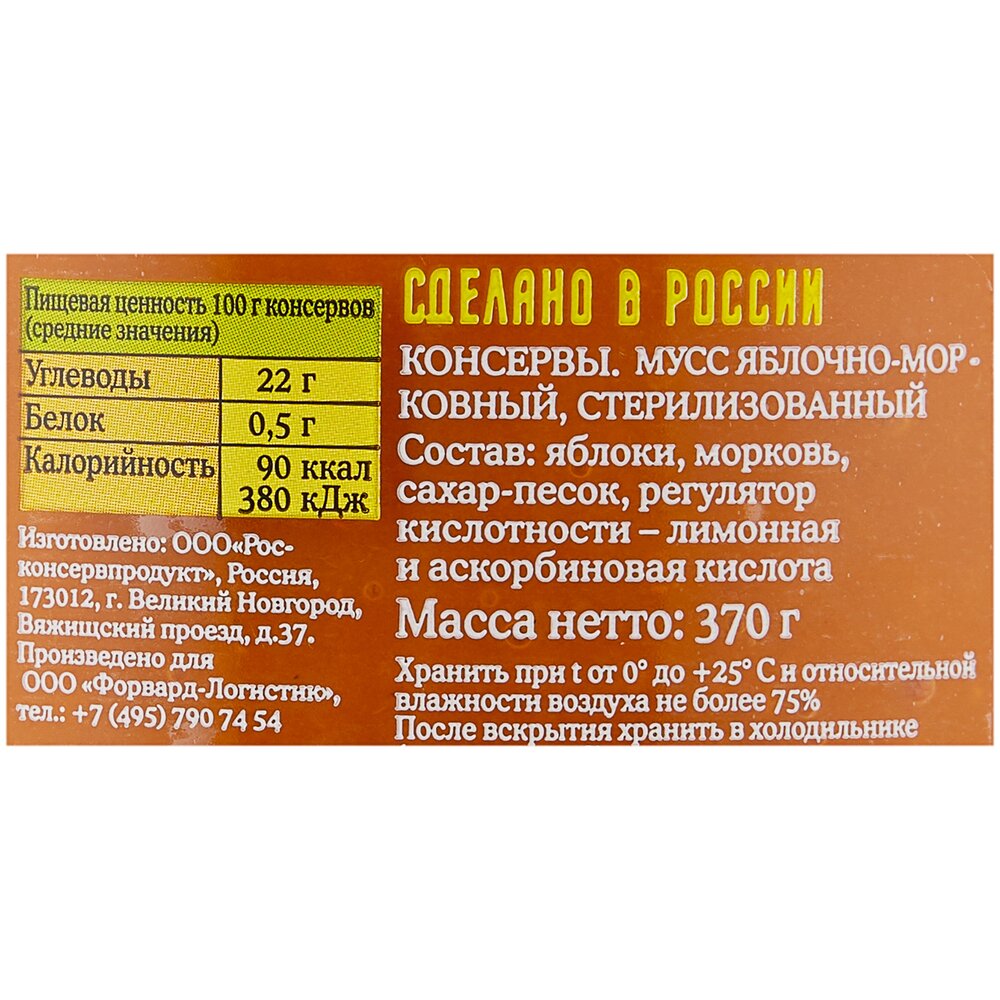 Пищевая ценность 100 г консервов
(средние значения)
Углеводы 22 г
Белок 0,5 г
Калорийность 90 ккал
380 кДж
Изготовлено: ООО«Рос-
консервпродукт», Россия,
173012, г. Великий Новгород,
Вяжищский проезд, д.37.
Произведено для
ООО «Форвард-Логистик»,
тел.: +7 (495) 790 74 54
СДЕЛАНО В РОССИИ
КОНСЕРВЫ. МУСС ЯБЛОЧНО-МОР-
КОВНЫЙ, СТЕРИЛИЗОВАННЫЙ
Состав: яблоки, морковь,
сахар-песок, регулятор
кислотности – лимонная
и аскорбиновая кислота
Масса нетто: 370 г
Хранить при t от 0° до +25° С и относительной
влажности воздуха не более 75%
После вскрытия хранить в холодильнике